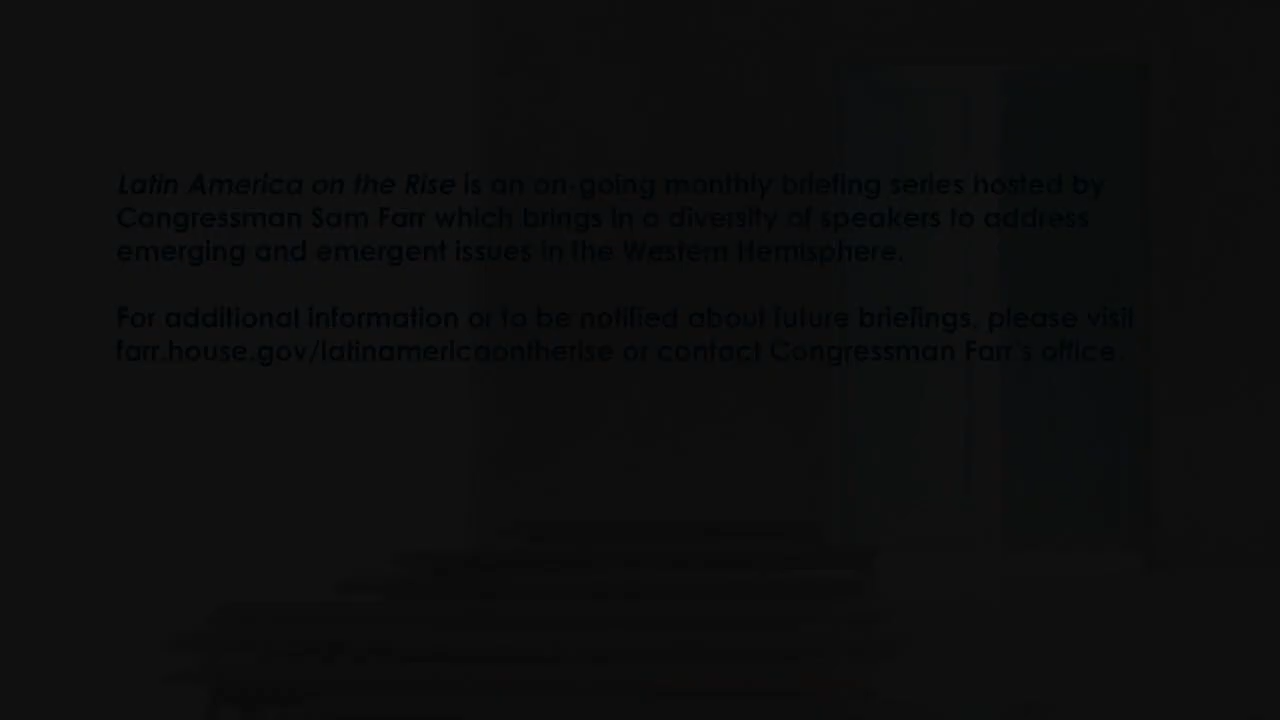 Latin America on the Rise is an on-going monthly briefing series hosted by
Congressman Sam Farr which brings in a diversity of speakers to address
emerging and emergent issues in the Western Hemisphere.
For additional information or to be notified about future briefings, please visit
farr.house.gov/latinamericaontherise or contact Congressman Farr's office.